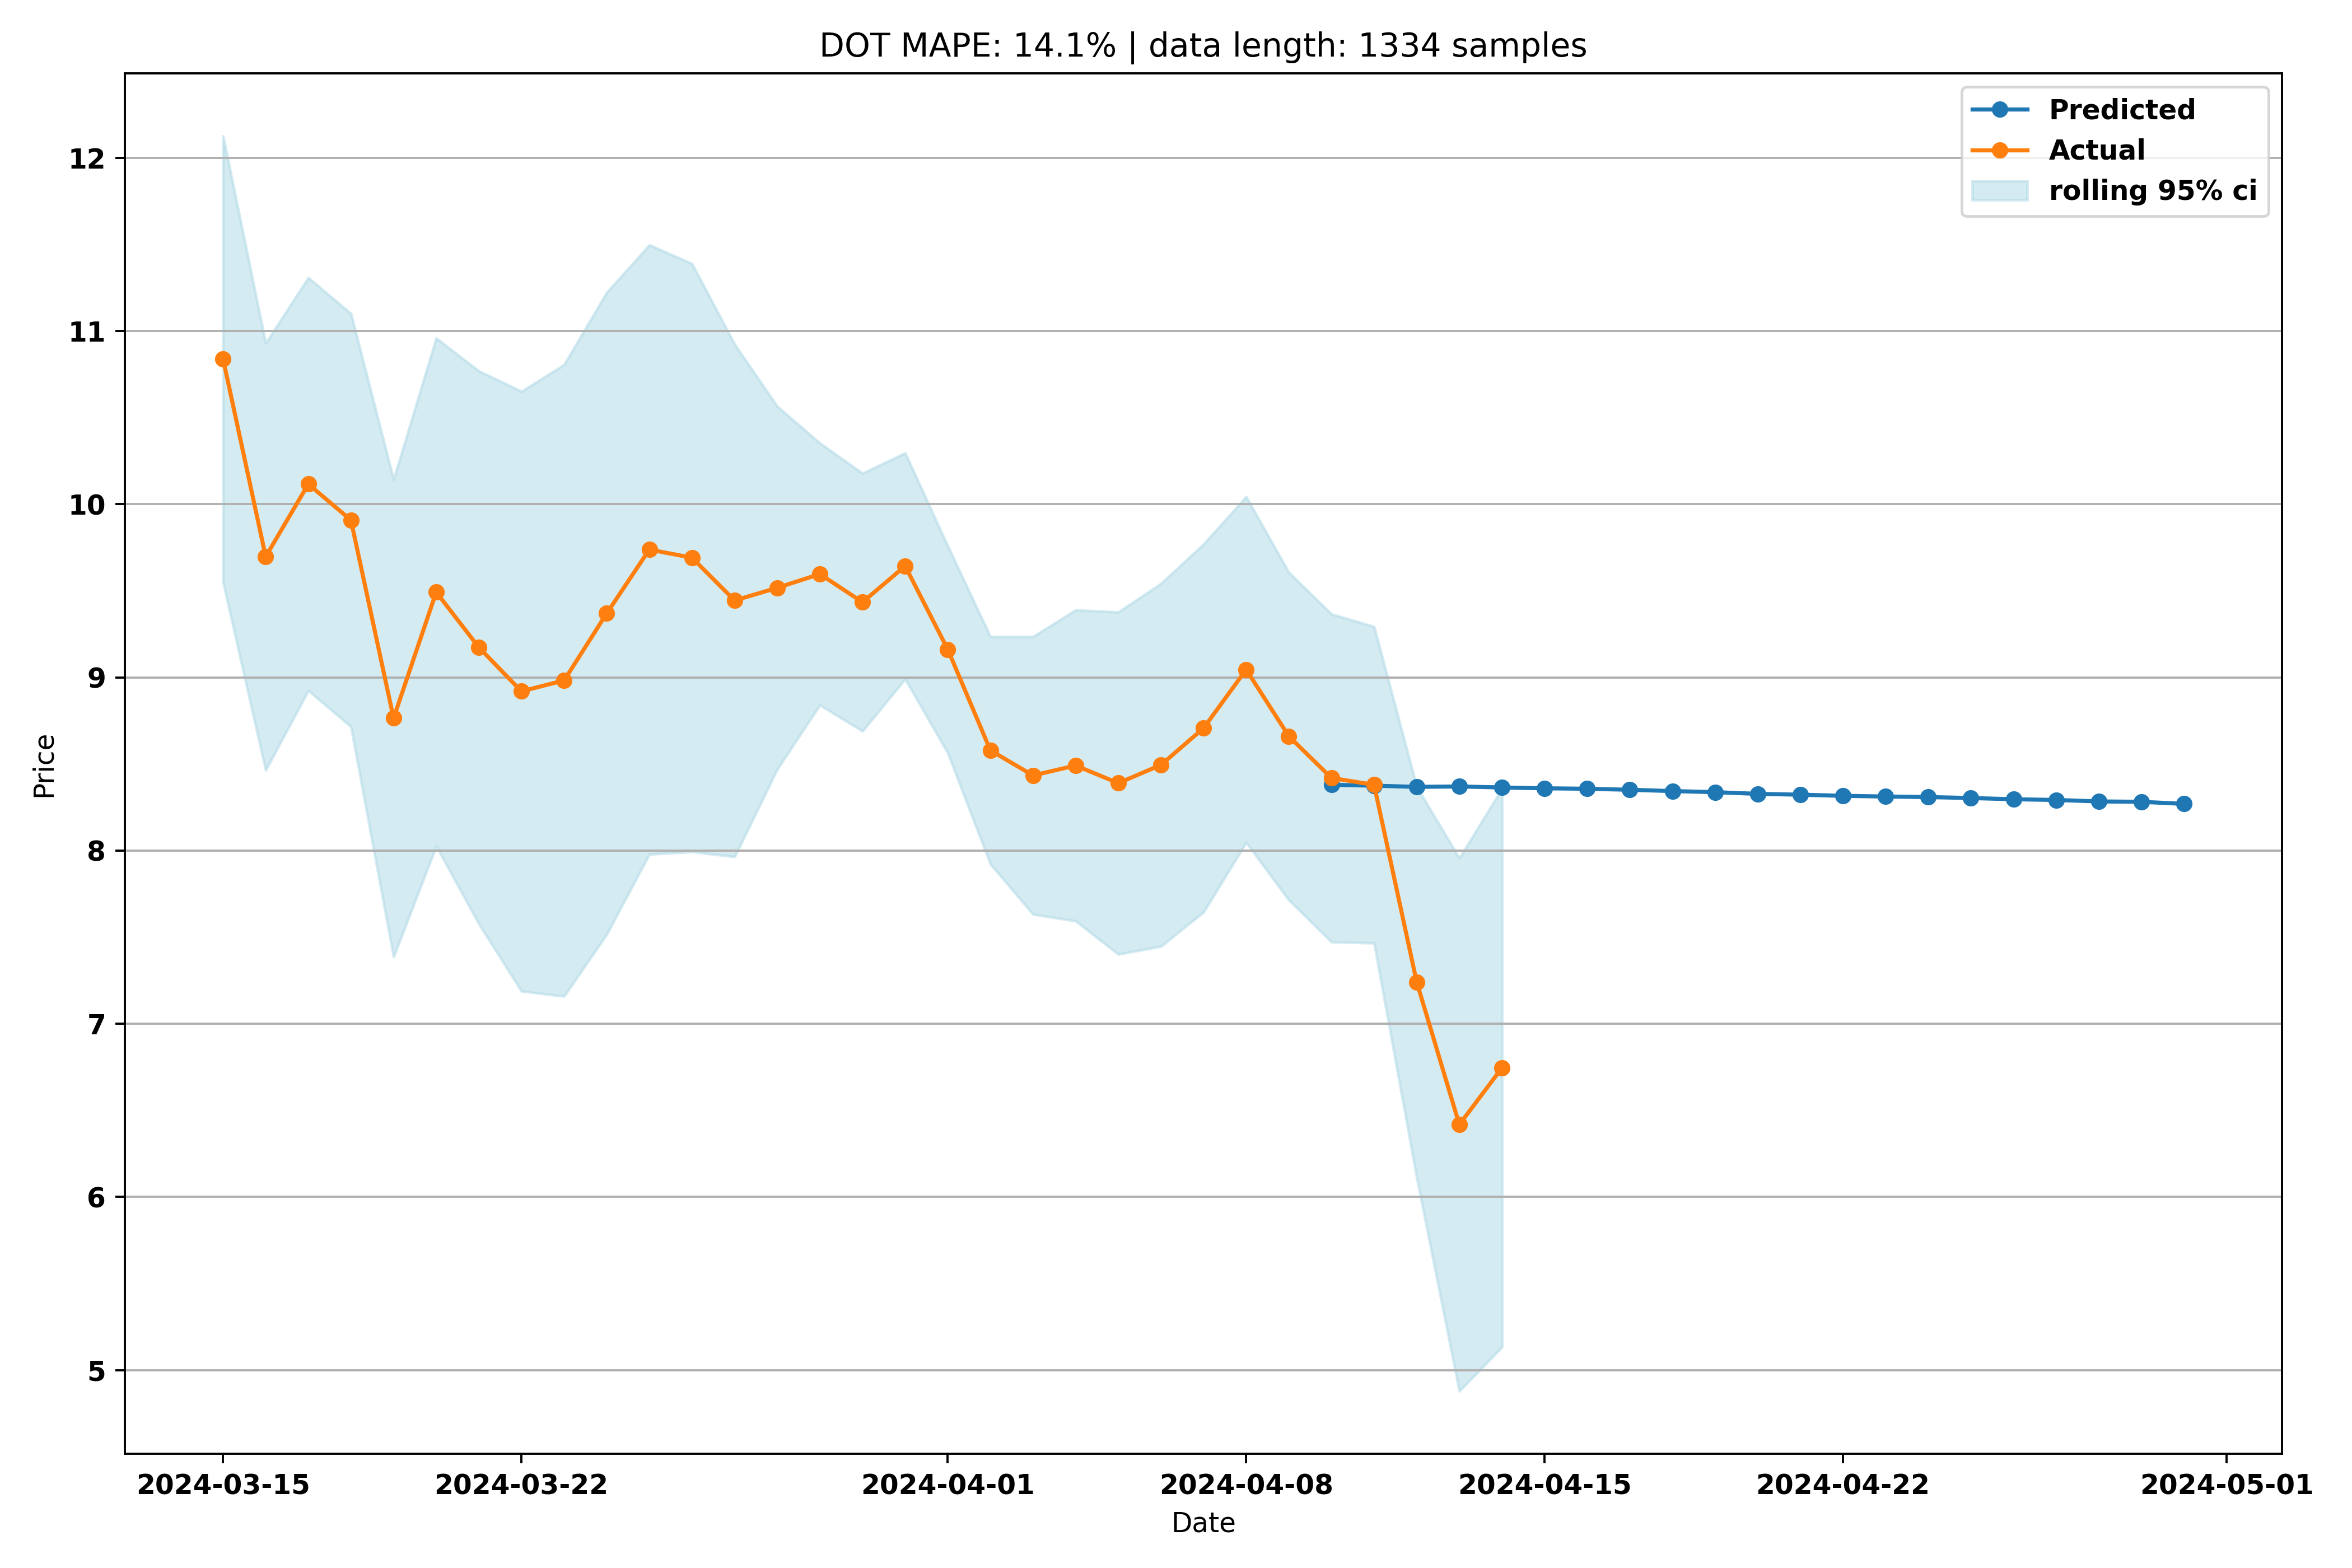 DOT MAPE: 14.1% | data length: 1334 samples
Predicted
Actual
rolling 95% ci
12
11
10
9
8
7
6
5
Price
2024-03-15
2024-03-22
2024-04-01
2024-04-08
2024-04-15
2024-04-22
2024-05-01
Date